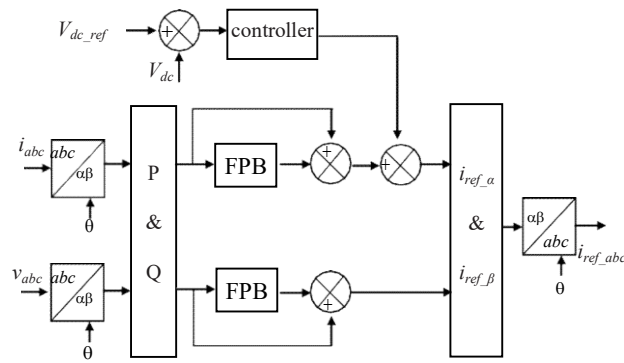 V_dc_ref
+
controller
V_dc
i_abc
abc
αβ
θ
P
&
Q
FPB
+
+
i_ref_α
&
i_ref_β
αβ
abc
i_ref_abc
θ
v_abc
abc
αβ
θ
FPB
+